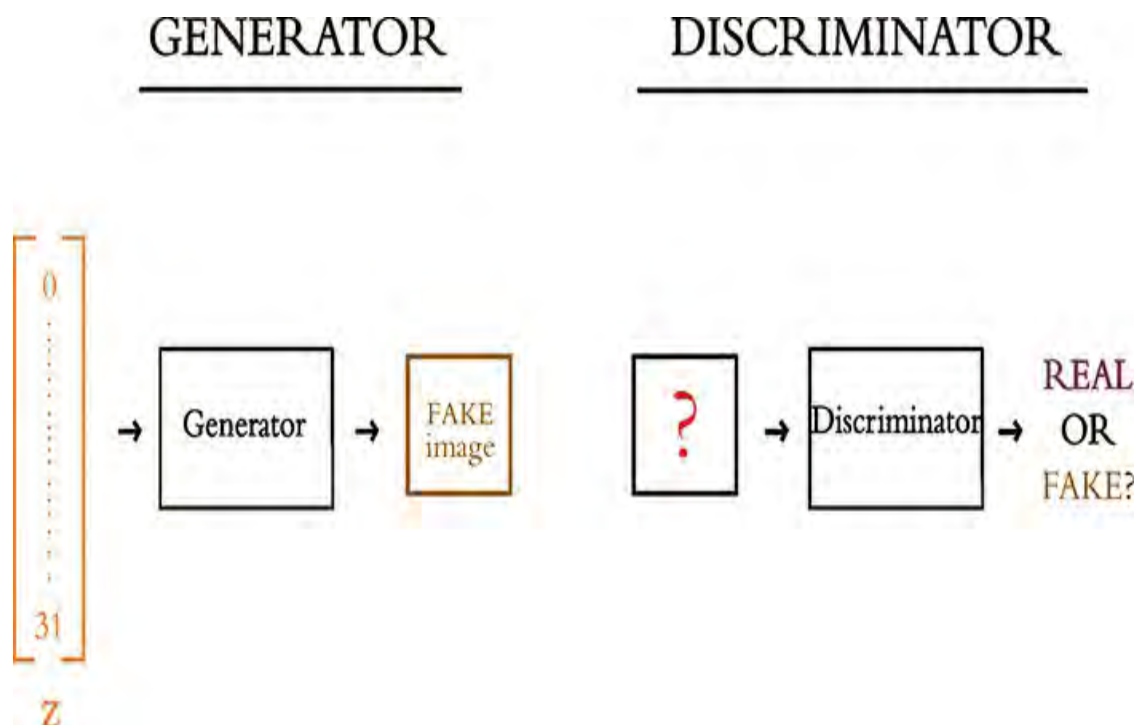 GENERATOR
DISCRIMINATOR
0
31
Z
Generator
FAKE
image
?
Discriminator
REAL
OR
FAKE?